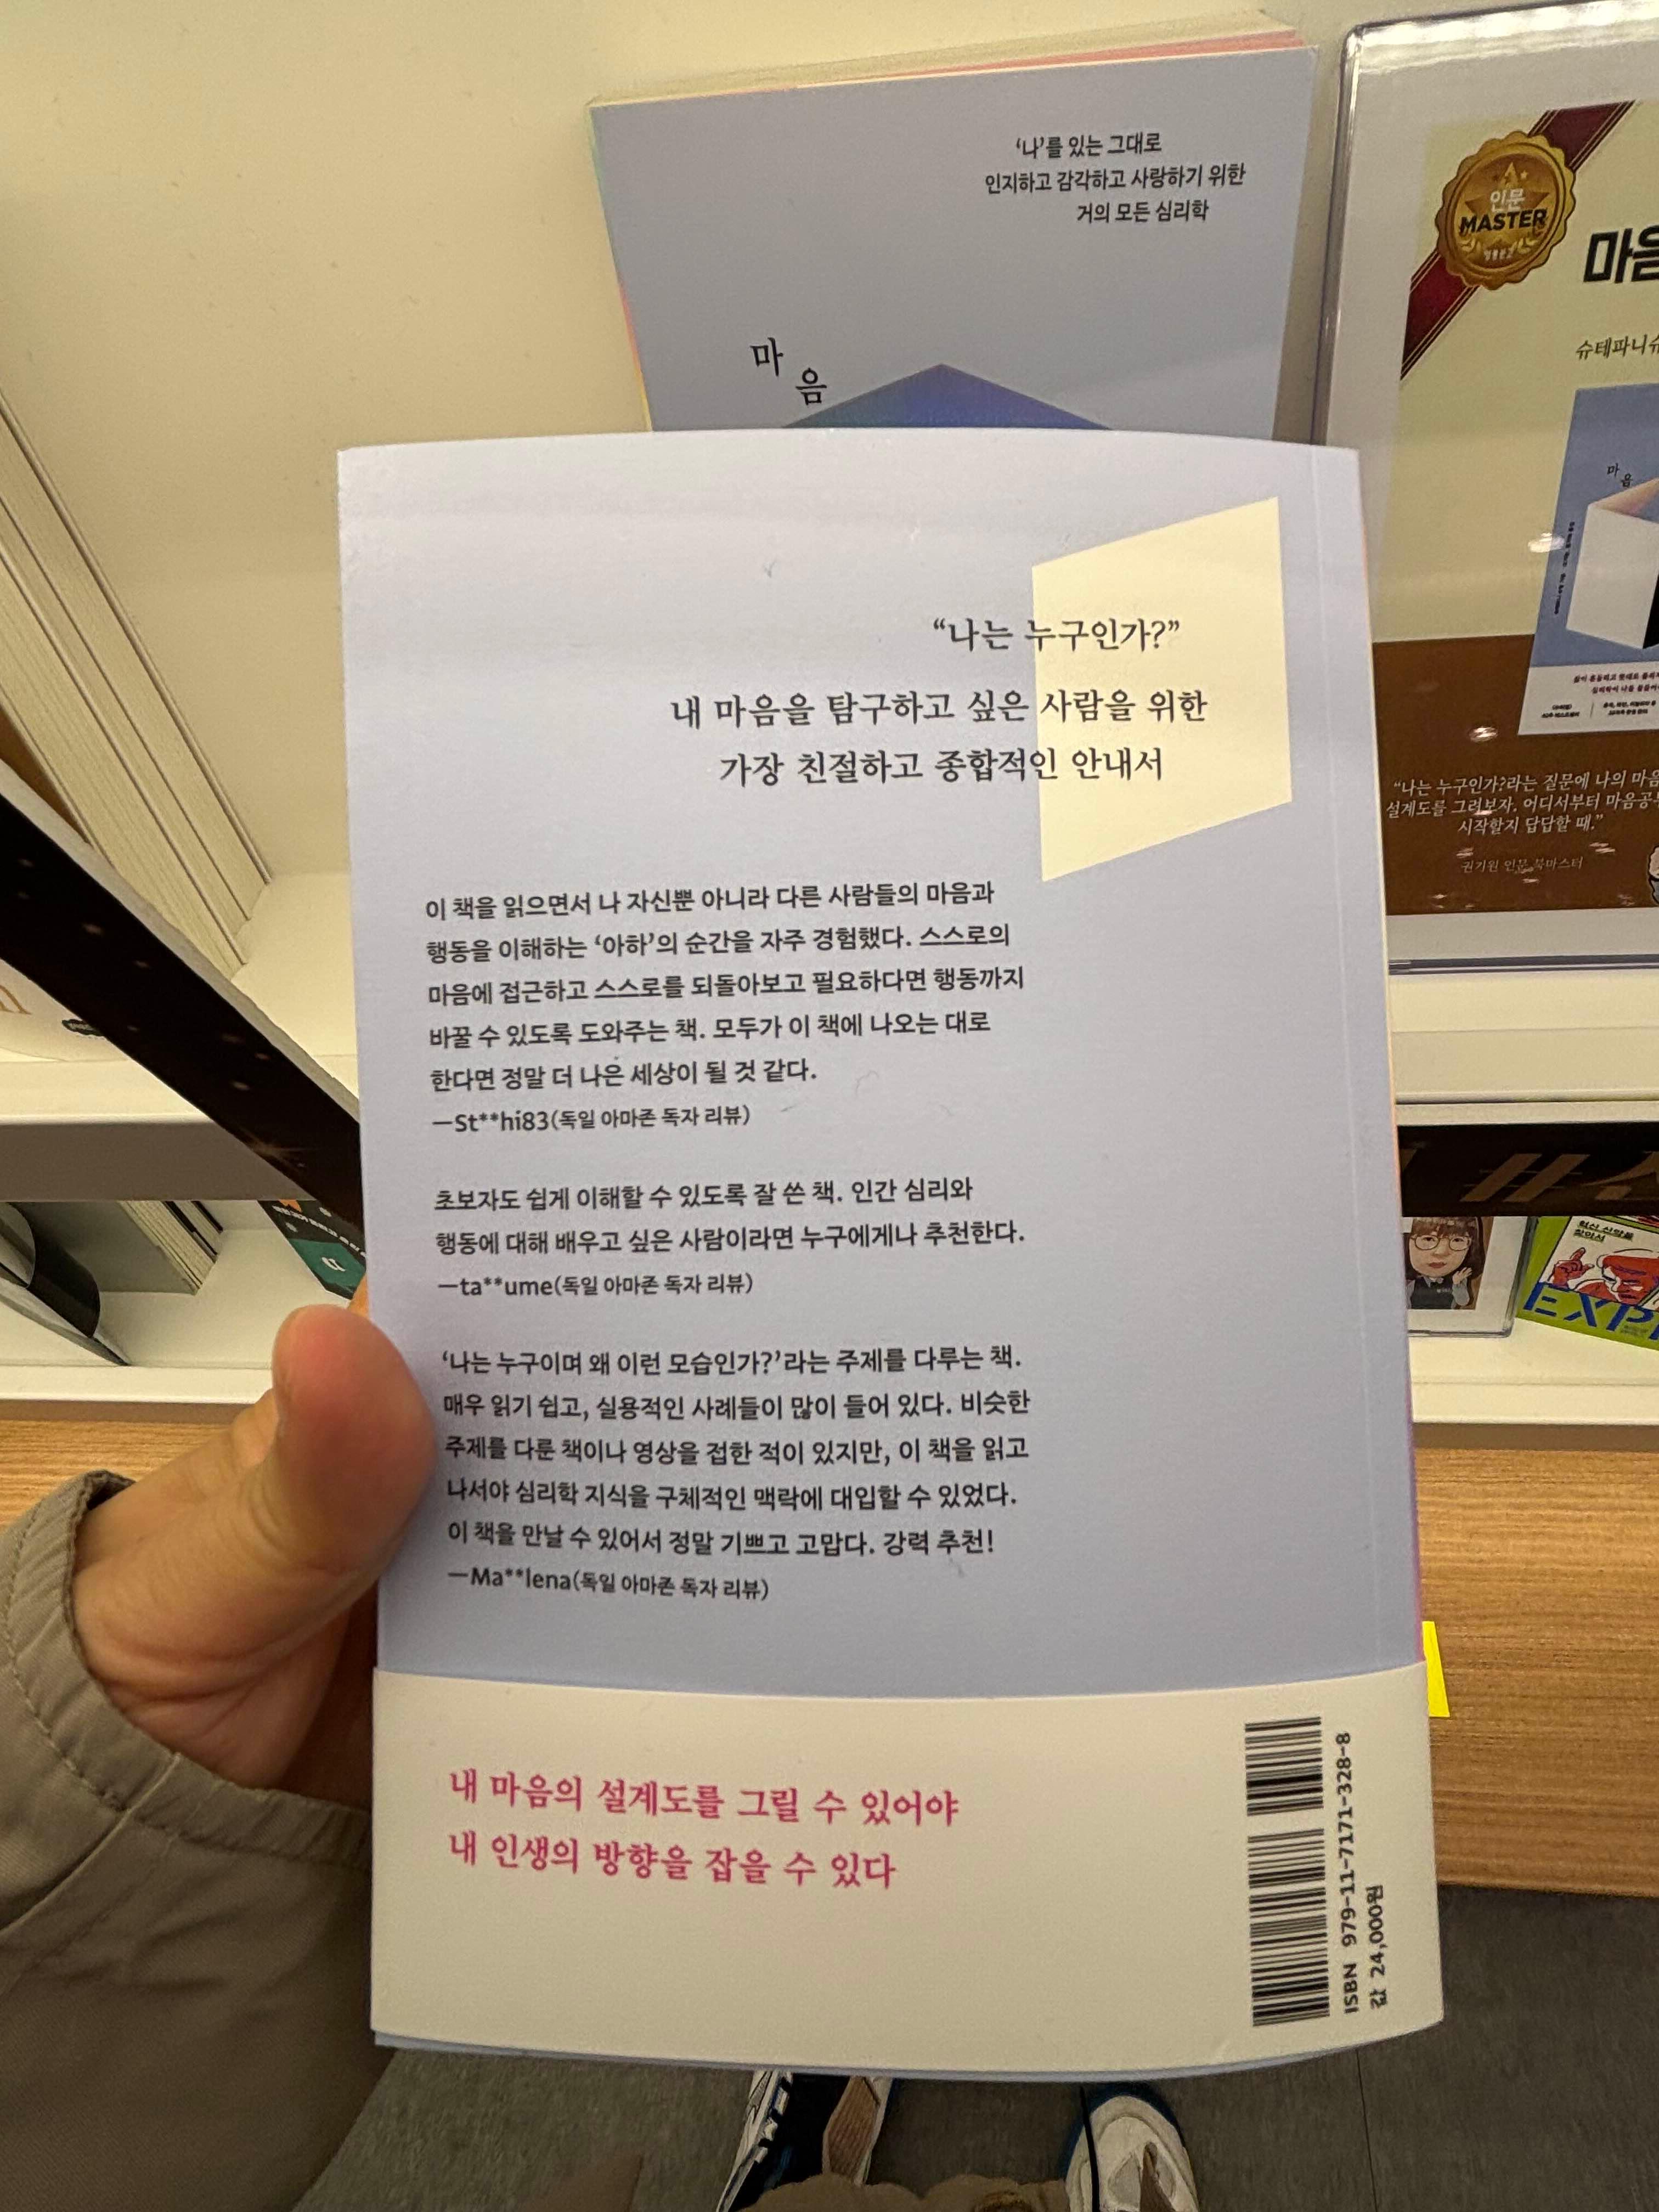 ‘나’를 있는 그대로
인지하고 감각하고 사랑하기 위한
거의 모든 심리학
마
음
인문
MASTER
마음
슈테파니
마
음
“나는 누구인가?라는 질문에 나의 마음
설계도를 그려보자. 어디서부터 마음공부
시작할지 답답할 때.”
권기원 인문 북마스터
“나는 누구인가?”
내 마음을 탐구하고 싶은 사람을 위한
가장 친절하고 종합적인 안내서
이 책을 읽으면서 나 자신뿐 아니라 다른 사람들의 마음과
행동을 이해하는 ‘아하’의 순간을 자주 경험했다. 스스로의
마음에 접근하고 스스로를 되돌아보고 필요하다면 행동까지
바꿀 수 있도록 도와주는 책. 모두가 이 책에 나오는 대로
한다면 정말 더 나은 세상이 될 것 같다.
—St**hi83(독일 아마존 독자 리뷰)
초보자도 쉽게 이해할 수 있도록 잘 쓴 책. 인간 심리와
행동에 대해 배우고 싶은 사람이라면 누구에게나 추천한다.
—ta**ume(독일 아마존 독자 리뷰)
‘나는 누구이며 왜 이런 모습인가?’라는 주제를 다루는 책.
매우 읽기 쉽고, 실용적인 사례들이 많이 들어 있다. 비슷한
주제를 다룬 책이나 영상을 접한 적이 있지만, 이 책을 읽고
나서야 심리학 지식을 구체적인 맥락에 대입할 수 있었다.
이 책을 만날 수 있어서 정말 기쁘고 고맙다. 강력 추천!
—Ma**lena(독일 아마존 독자 리뷰)
내 마음의 설계도를 그릴 수 있어야
내 인생의 방향을 잡을 수 있다
ISBN 979-11-7171-328-8
값 24,000원
EXP